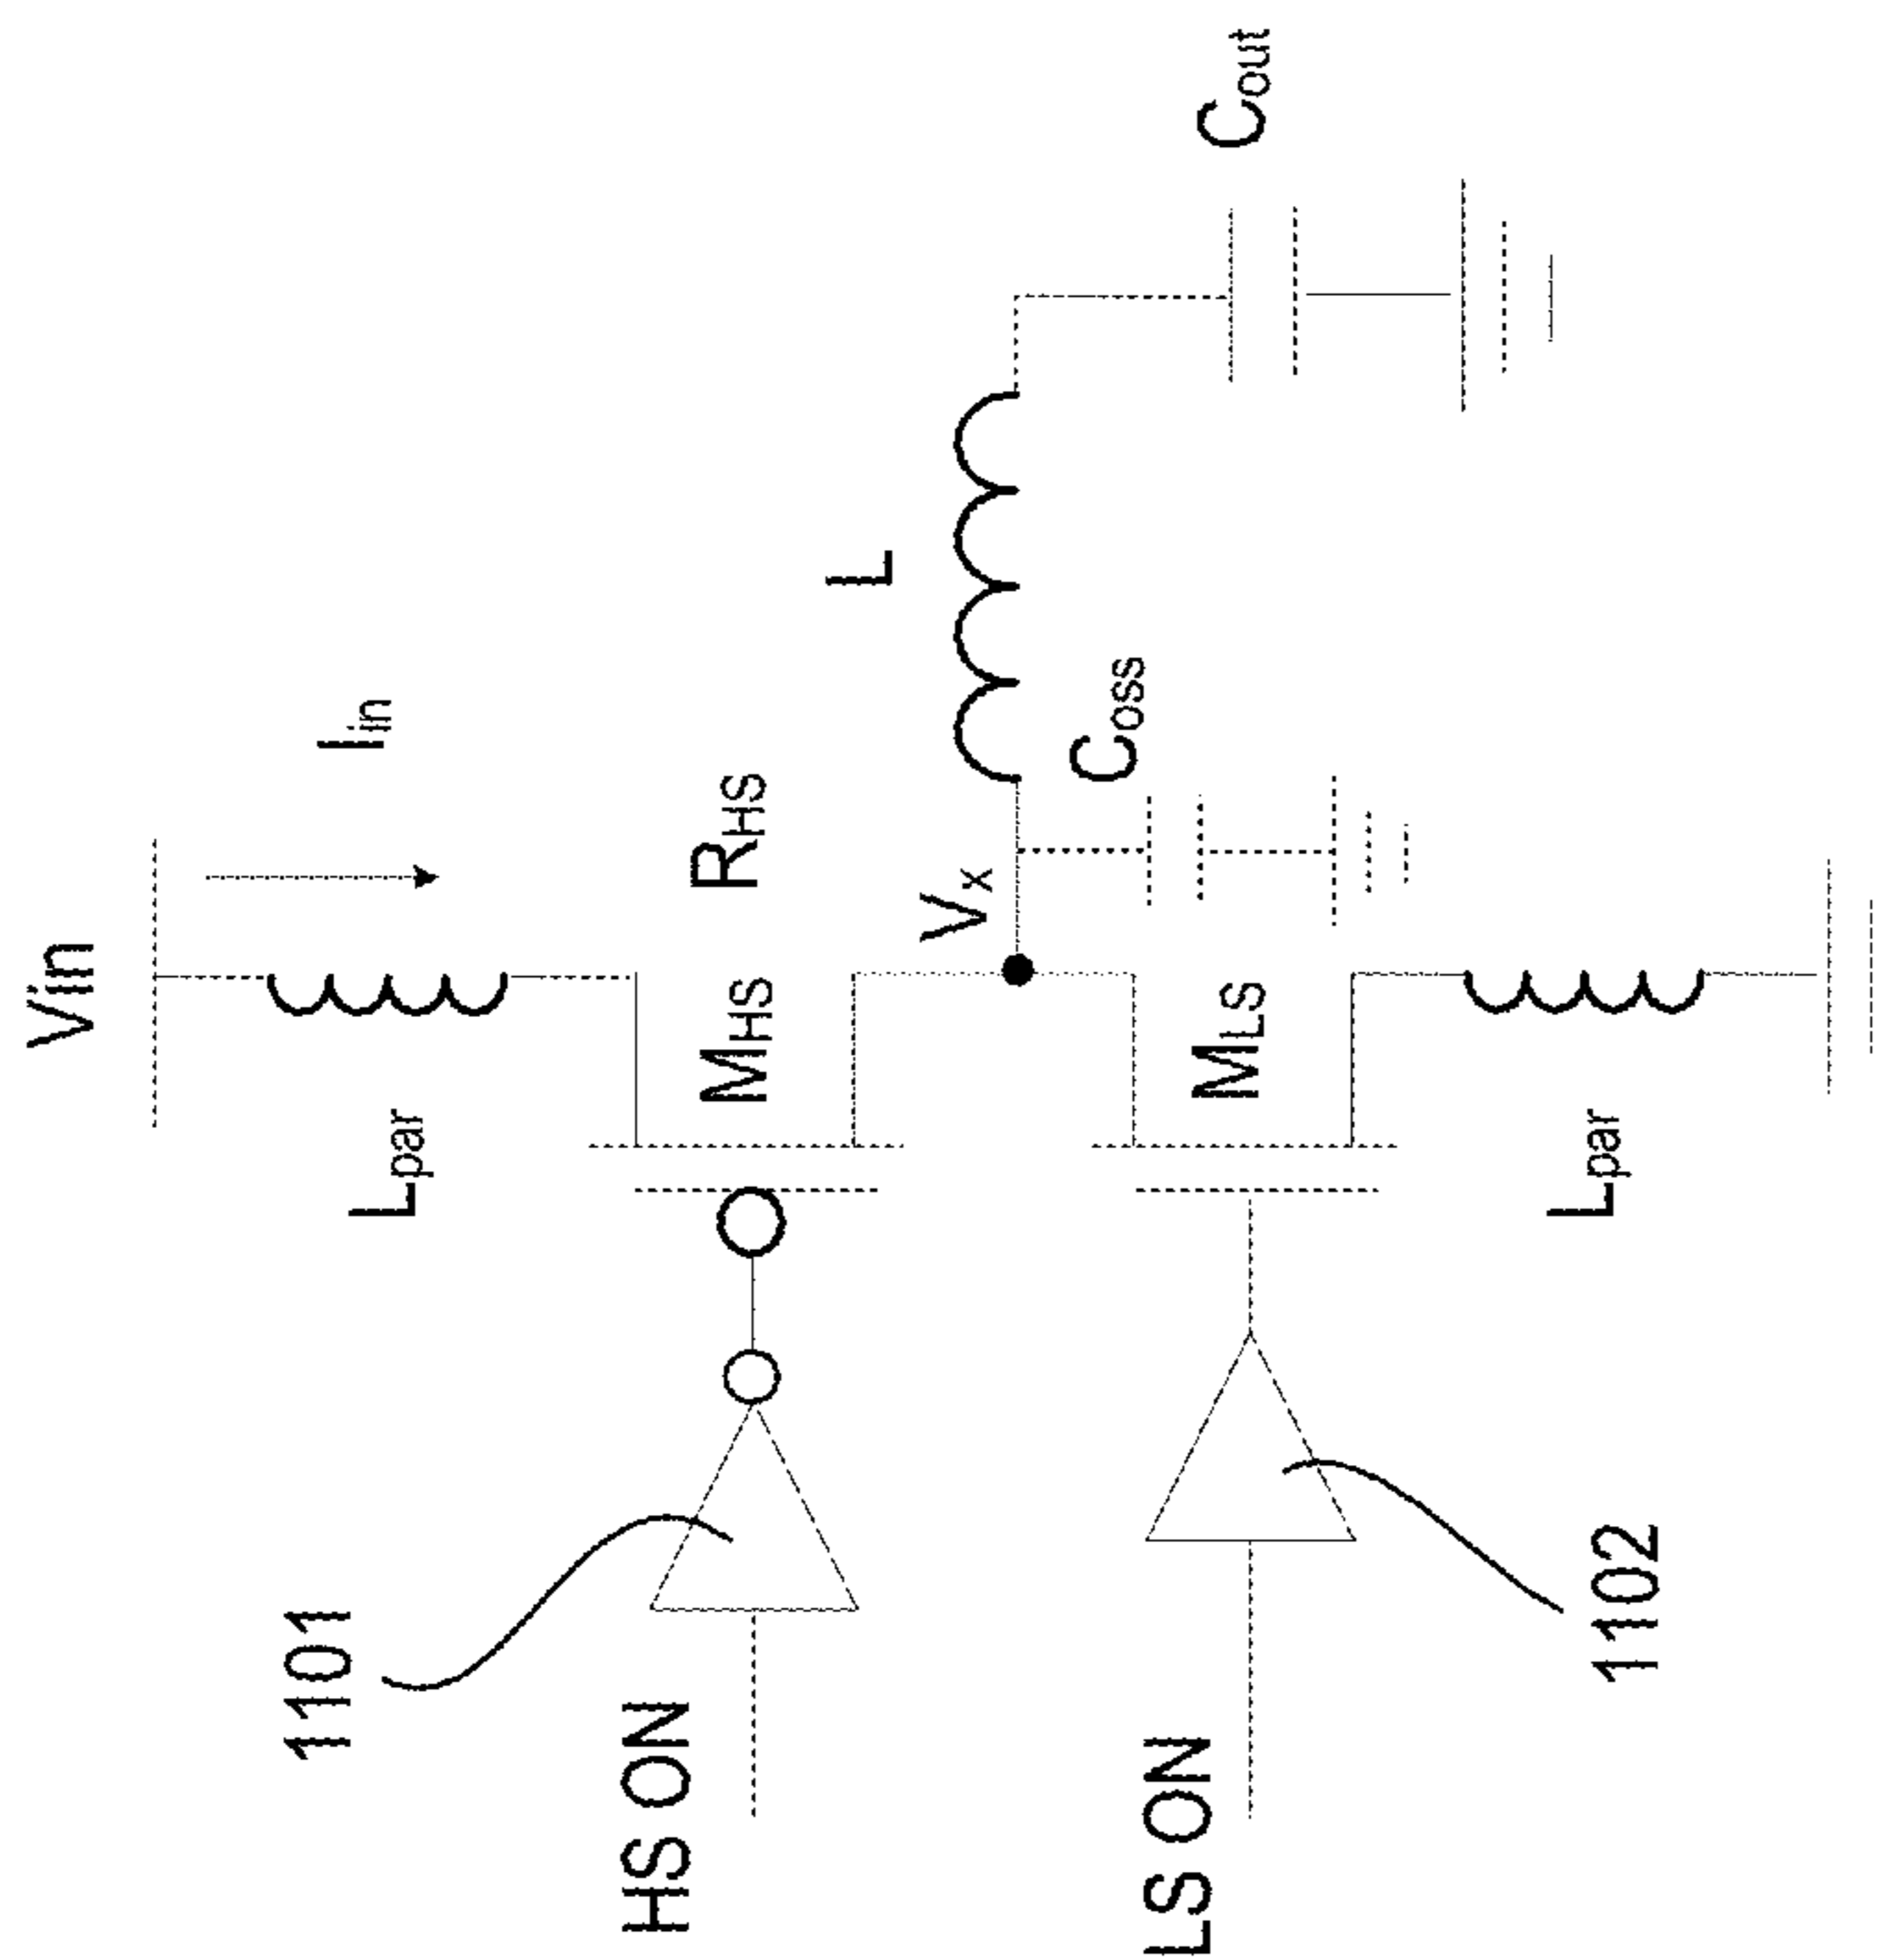 Vin
Iin
Lpar
RHS
MHS
1101
HS ON
L
Vx
Coss
Cout
MLS
LS ON
Lpar
1102